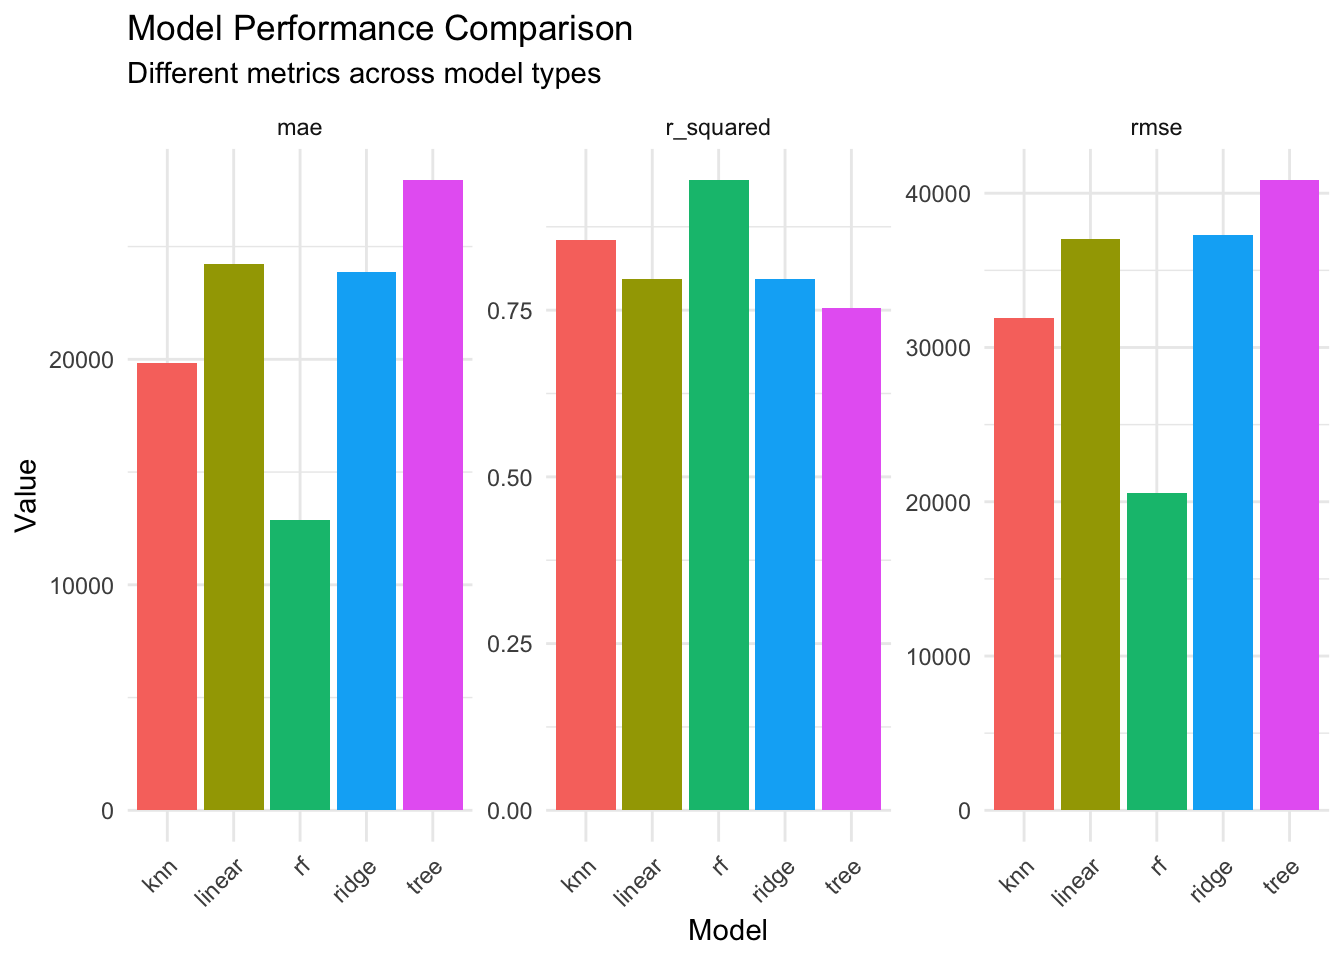 Model Performance Comparison
Different metrics across model types
mae
r_squared
rmse
Value
20000
10000
0
0.75
0.50
0.25
0.00
40000
30000
20000
10000
0
knn
linear
rf
ridge
tree
knn
linear
rf
ridge
tree
knn
linear
rf
ridge
tree
Model